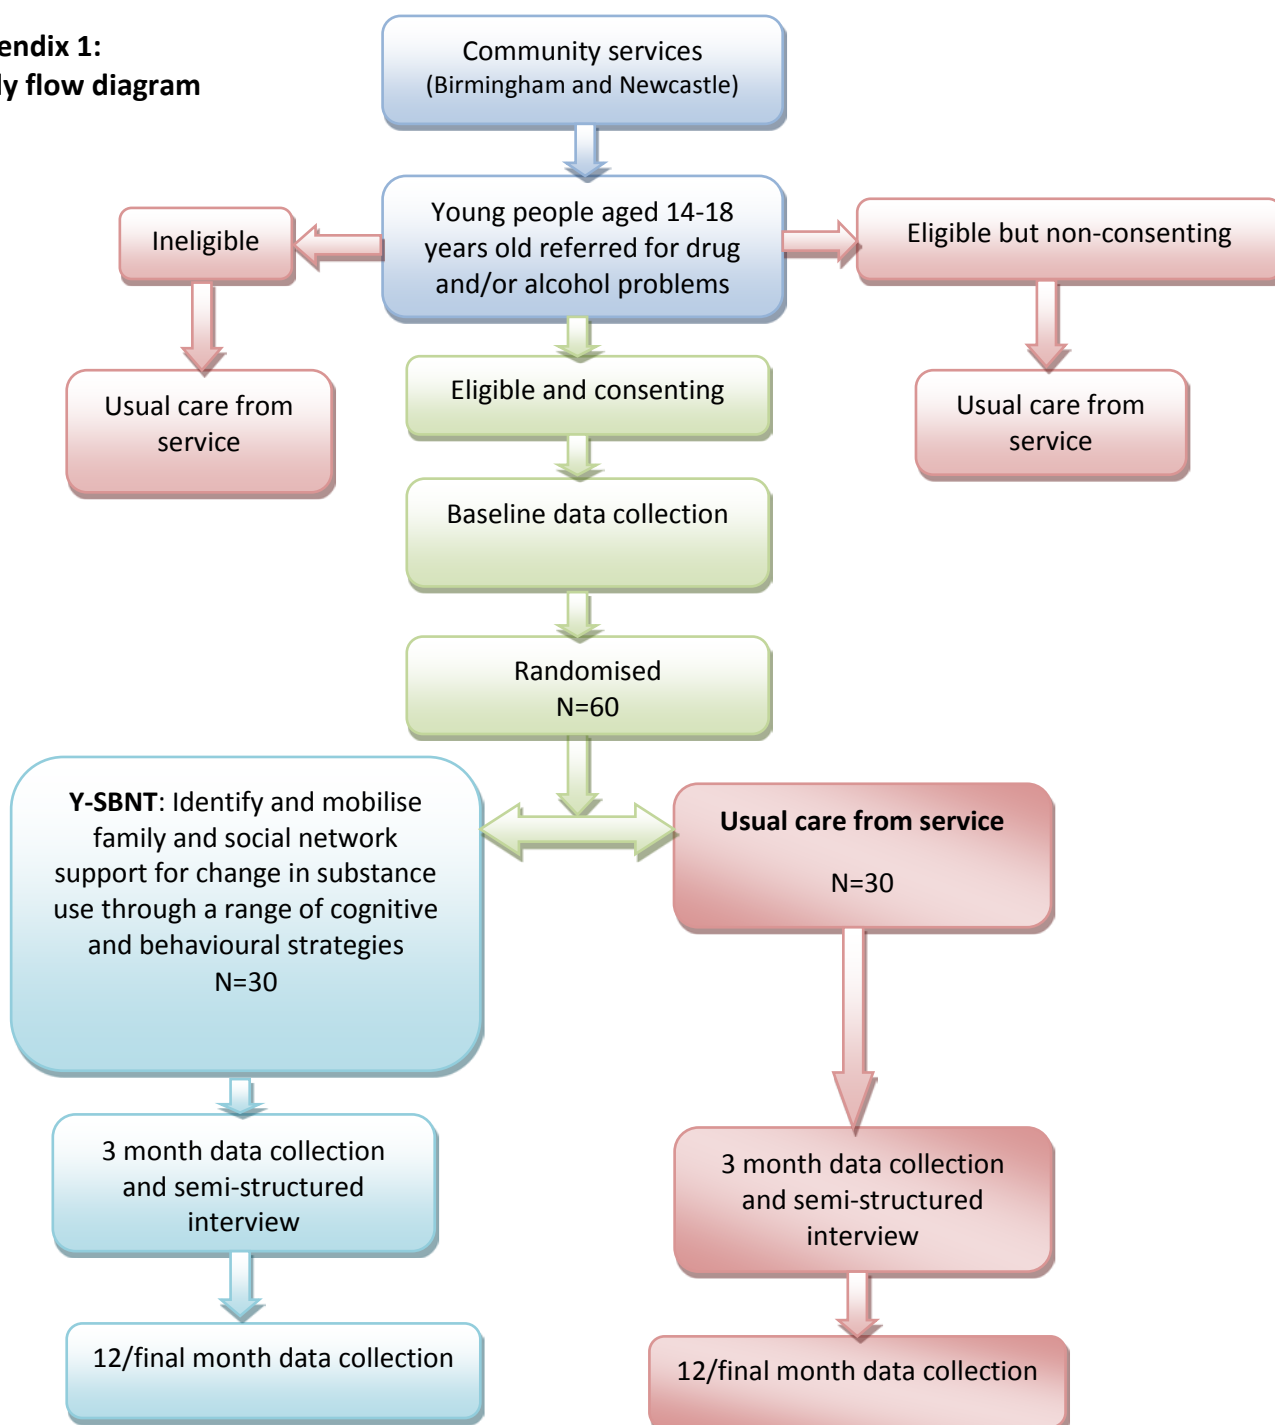 endix 1:
ly flow diagram
Community services
(Birmingham and Newcastle)
Young people aged 14-18
years old referred for drug
and/or alcohol problems
Ineligible
Eligible but non-consenting
Usual care from
service
Eligible and consenting
Usual care from
service
Baseline data collection
Randomised
N=60
Y-SBNT: Identify and mobilise
family and social network
support for change in substance
use through a range of cognitive
and behavioural strategies
N=30
Usual care from service
N=30
3 month data collection
and semi-structured
interview
3 month data collection
and semi-structured
interview
12/final month data collection
12/final month data collection